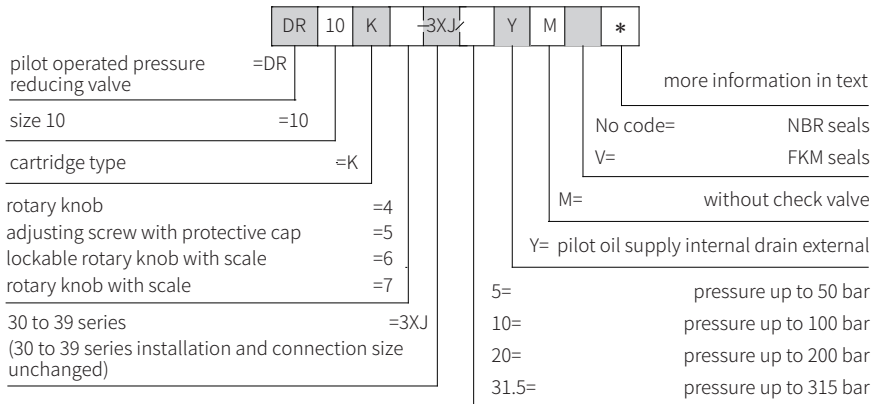 DR 10 K -3XJ/ Y M *
pilot operated pressure =DR
reducing valve
size 10 =10
cartridge type =K
rotary knob =4
adjusting screw with protective cap =5
lockable rotary knob with scale =6
rotary knob with scale =7
30 to 39 series =3XJ
(30 to 39 series installation and connection size
unchanged)
more information in text
No code= NBR seals
V= FKM seals
M= without check valve
Y= pilot oil supply internal drain external
5= pressure up to 50 bar
10= pressure up to 100 bar
20= pressure up to 200 bar
31.5= pressure up to 315 bar